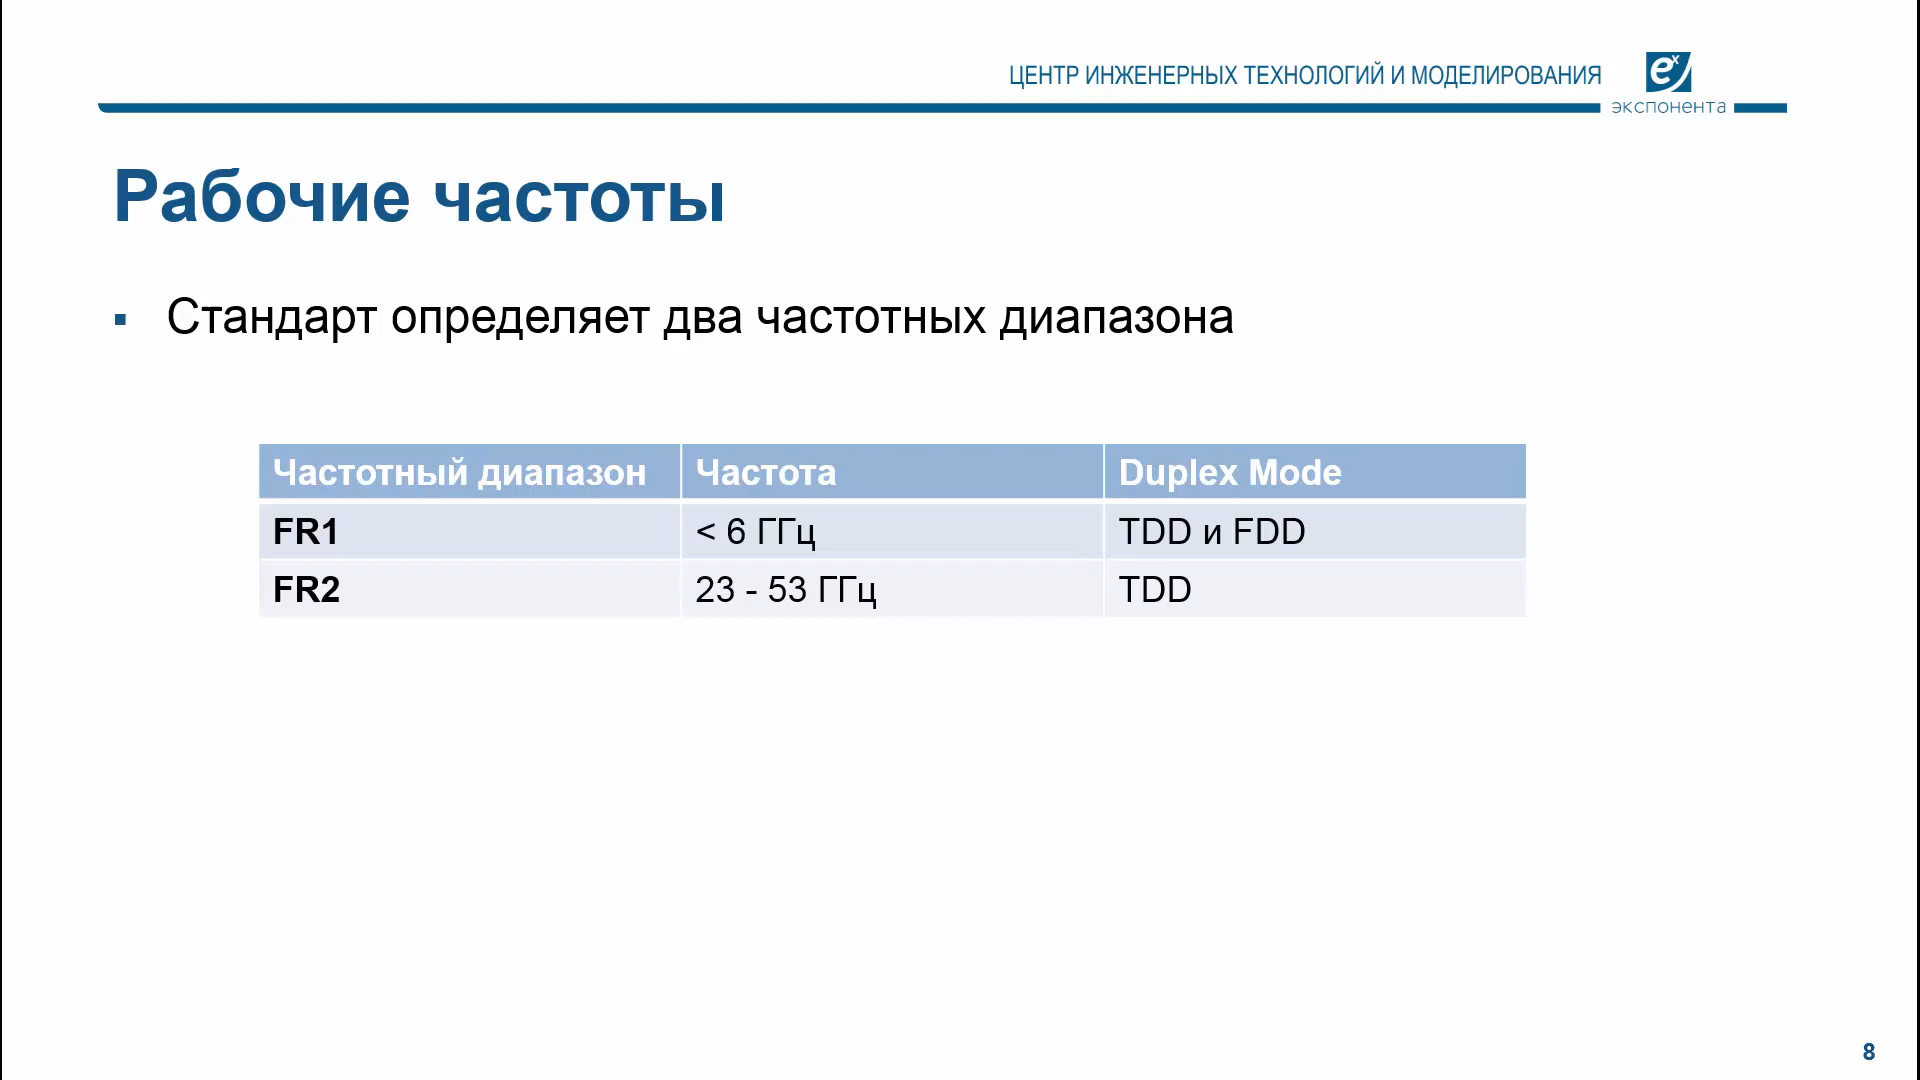 ЦЕНТР ИНЖЕНЕРНЫХ ТЕХНОЛОГИЙ И МОДЕЛИРОВАНИЯ
ex
экспонента
Рабочие частоты
▪ Стандарт определяет два частотных диапазона
Частотный диапазон Частота Duplex Mode
FR1 < 6 ГГц TDD и FDD
FR2 23 - 53 ГГц TDD
8